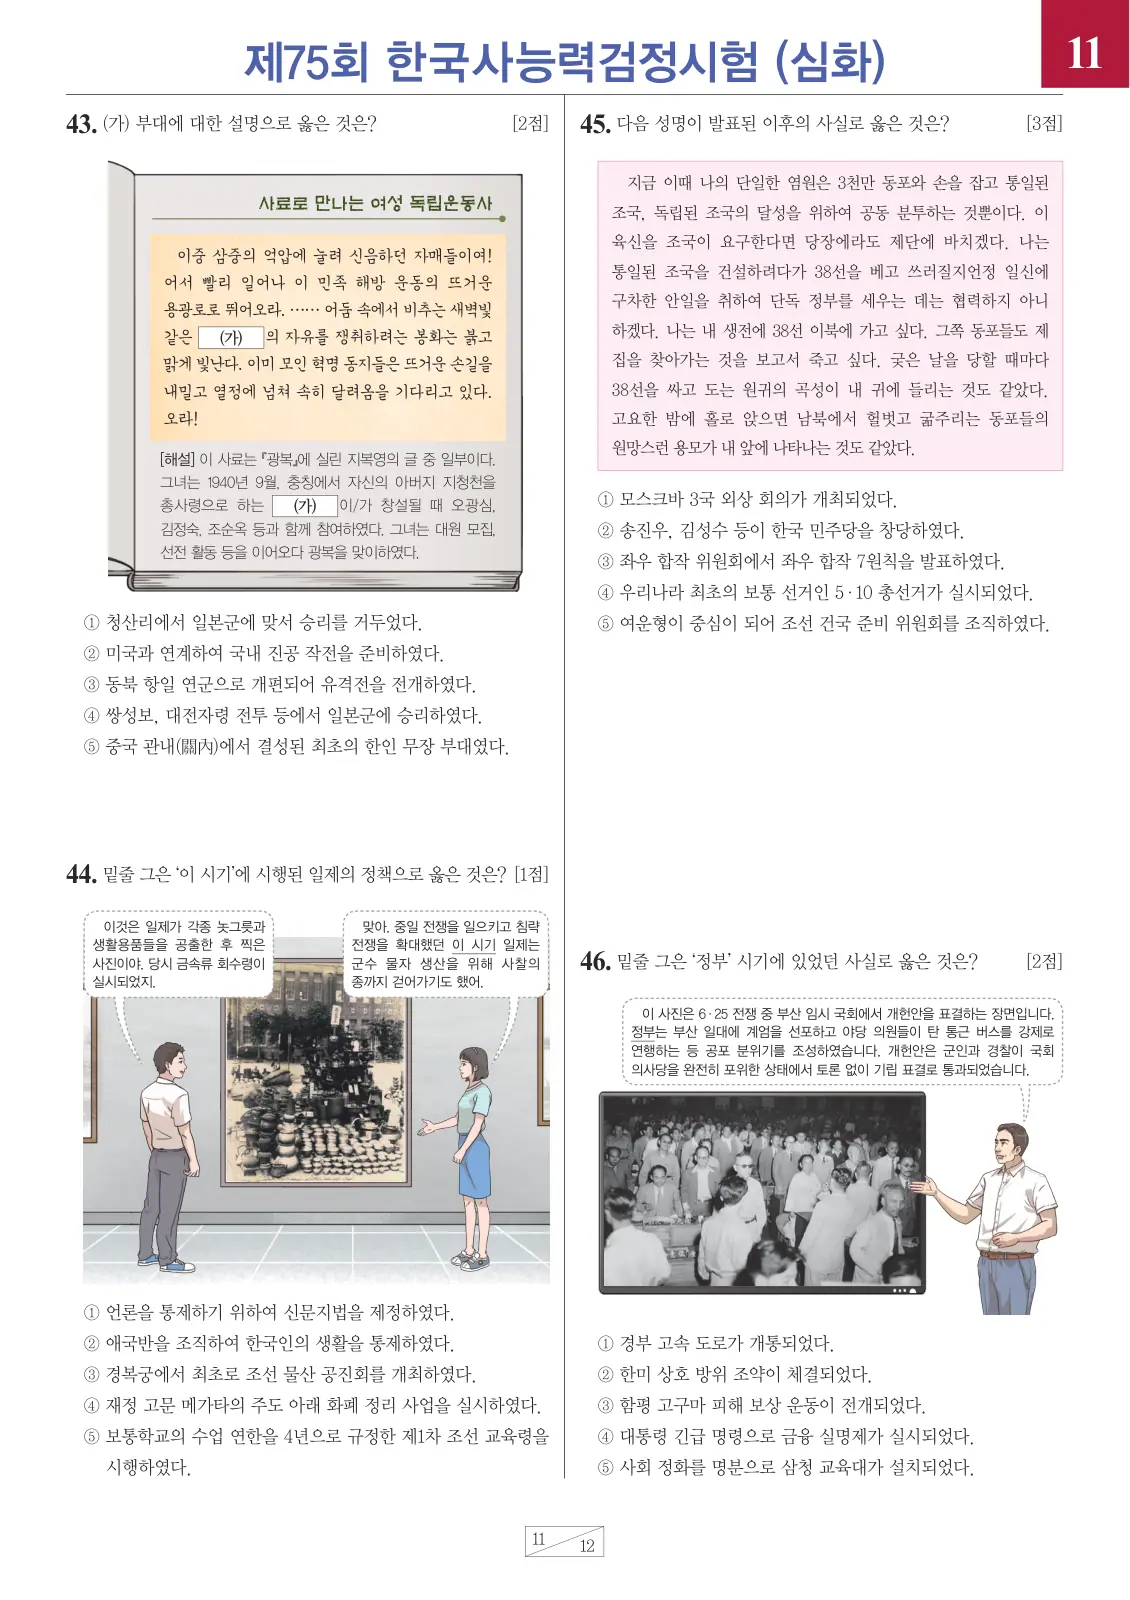 제75회 한국사능력검정시험 (심화)
11
43. (가) 부대에 대한 설명으로 옳은 것은? [2점]
사료로 만나는 여성 독립운동사
이중 삼중의 억압에 눌려 신음하던 자매들이여!
어서 빨리 일어나 이 민족 해방 운동의 뜨거운
용광로로 뛰어오라. …… 어둠 속에서 비추는 새벽빛
같은 (가) 의 자유를 쟁취하려는 봉화는 붉고
맑게 빛난다. 이미 모인 혁명 동지들은 뜨거운 손길을
내밀고 열정에 넘쳐 속히 달려옴을 기다리고 있다.
오라!
[해설] 이 사료는 『광복』에 실린 지복영의 글 중 일부이다.
그녀는 1940년 9월, 충칭에서 자신의 아버지 지청천을
총사령으로 하는 (가) 이/가 창설될 때 오광심,
김정숙, 조순옥 등과 함께 참여하였다. 그녀는 대원 모집,
선전 활동 등을 이어오다 광복을 맞이하였다.
① 청산리에서 일본군에 맞서 승리를 거두었다.
② 미국과 연계하여 국내 진공 작전을 준비하였다.
③ 동북 항일 연군으로 개편되어 유격전을 전개하였다.
④ 쌍성보, 대전자령 전투 등에서 일본군에 승리하였다.
⑤ 중국 관내(關內)에서 결성된 최초의 한인 무장 부대였다.
44. 밑줄 그은 ‘이 시기’에 시행된 일제의 정책으로 옳은 것은? [1점]
이것은 일제가 각종 놋그릇과
생활용품들을 공출한 후 찍은
사진이야. 당시 금속류 회수령이
실시되었지.
맞아. 중일 전쟁을 일으키고 침략
전쟁을 확대했던 이 시기 일제는
군수 물자 생산을 위해 사찰의
종까지 걷어가기도 했어.
① 언론을 통제하기 위하여 신문지법을 제정하였다.
② 애국반을 조직하여 한국인의 생활을 통제하였다.
③ 경복궁에서 최초로 조선 물산 공진회를 개최하였다.
④ 재정 고문 메가타의 주도 아래 화폐 정리 사업을 실시하였다.
⑤ 보통학교의 수업 연한을 4년으로 규정한 제1차 조선 교육령을
시행하였다.
45. 다음 성명이 발표된 이후의 사실로 옳은 것은? [3점]
지금 이때 나의 단일한 염원은 3천만 동포와 손을 잡고 통일된
조국, 독립된 조국의 달성을 위하여 공동 분투하는 것뿐이다. 이
육신을 조국이 요구한다면 당장에라도 제단에 바치겠다. 나는
통일된 조국을 건설하려다가 38선을 베고 쓰러질지언정 일신에
구차한 안일을 취하여 단독 정부를 세우는 데는 협력하지 아니
하겠다. 나는 내 생전에 38선 이북에 가고 싶다. 그쪽 동포들도 제
집을 찾아가는 것을 보고서 죽고 싶다. 궂은 날을 당할 때마다
38선을 싸고 도는 원귀의 곡성이 내 귀에 들리는 것도 같았다.
고요한 밤에 홀로 앉으면 남북에서 헐벗고 굶주리는 동포들의
원망스런 용모가 내 앞에 나타나는 것도 같았다.
① 모스크바 3국 외상 회의가 개최되었다.
② 송진우, 김성수 등이 한국 민주당을 창당하였다.
③ 좌우 합작 위원회에서 좌우 합작 7원칙을 발표하였다.
④ 우리나라 최초의 보통 선거인 5·10 총선거가 실시되었다.
⑤ 여운형이 중심이 되어 조선 건국 준비 위원회를 조직하였다.
46. 밑줄 그은 ‘정부’ 시기에 있었던 사실로 옳은 것은? [2점]
이 사진은 6·25 전쟁 중 부산 임시 국회에서 개헌안을 표결하는 장면입니다.
정부는 부산 일대에 계엄을 선포하고 야당 의원들이 탄 통근 버스를 강제로
연행하는 등 공포 분위기를 조성하였습니다. 개헌안은 군인과 경찰이 국회
의사당을 완전히 포위한 상태에서 토론 없이 기립 표결로 통과되었습니다.
① 경부 고속 도로가 개통되었다.
② 한미 상호 방위 조약이 체결되었다.
③ 함평 고구마 피해 보상 운동이 전개되었다.
④ 대통령 긴급 명령으로 금융 실명제가 실시되었다.
⑤ 사회 정화를 명분으로 삼청 교육대가 설치되었다.
11
12